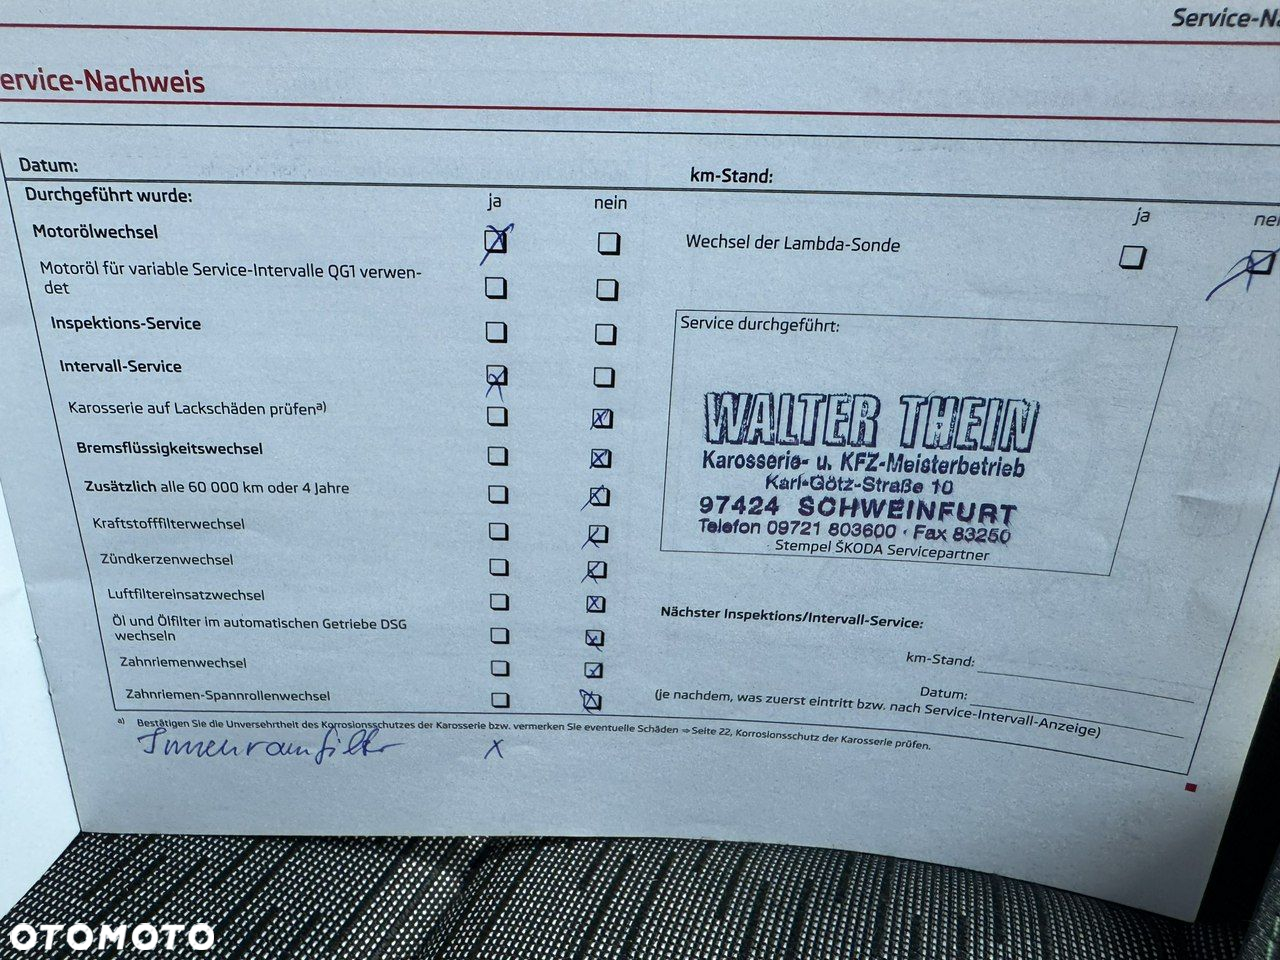 Service-Na
ervice-Nachweis
Datum:
km-Stand:
Durchgeführt wurde:
ja
nein
Motorölwechsel
Motoröl für variable Service-Intervalle QG1 verwen-
det
Inspektions-Service
Intervall-Service
Karosserie auf Lackschäden prüfena)
Bremsflüssigkeitswechsel
Zusätzlich alle 60 000 km oder 4 Jahre
Kraftstofffilterwechsel
Zündkerzenwechsel
Luftfiltereinsatzwechsel
Öl und Ölfilter im automatischen Getriebe DSG
wechseln
Zahnriemenwechsel
Zahnriemen-Spannrollenwechsel
ja
nei
Wechsel der Lambda-Sonde
Service durchgeführt:
WALTER THEIN
Karosserie- u. KFZ-Meisterbetrieb
Karl-Götz-Straße 10
97424 SCHWEINFURT
Telefon 09721 803600 · Fax 83250
Stempel ŠKODA Servicepartner
Nächster Inspektions/Intervall-Service:
km-Stand:
Datum:
(je nachdem, was zuerst eintritt bzw. nach Service-Intervall-Anzeige)
a) Bestätigen Sie die Unversehrtheit des Korrosionsschutzes der Karosserie bzw. vermerken Sie eventuelle Schäden ⇒ Seite 22, Korrosionsschutz der Karosserie prüfen.
Innenraumfilter x
OTOMOTO